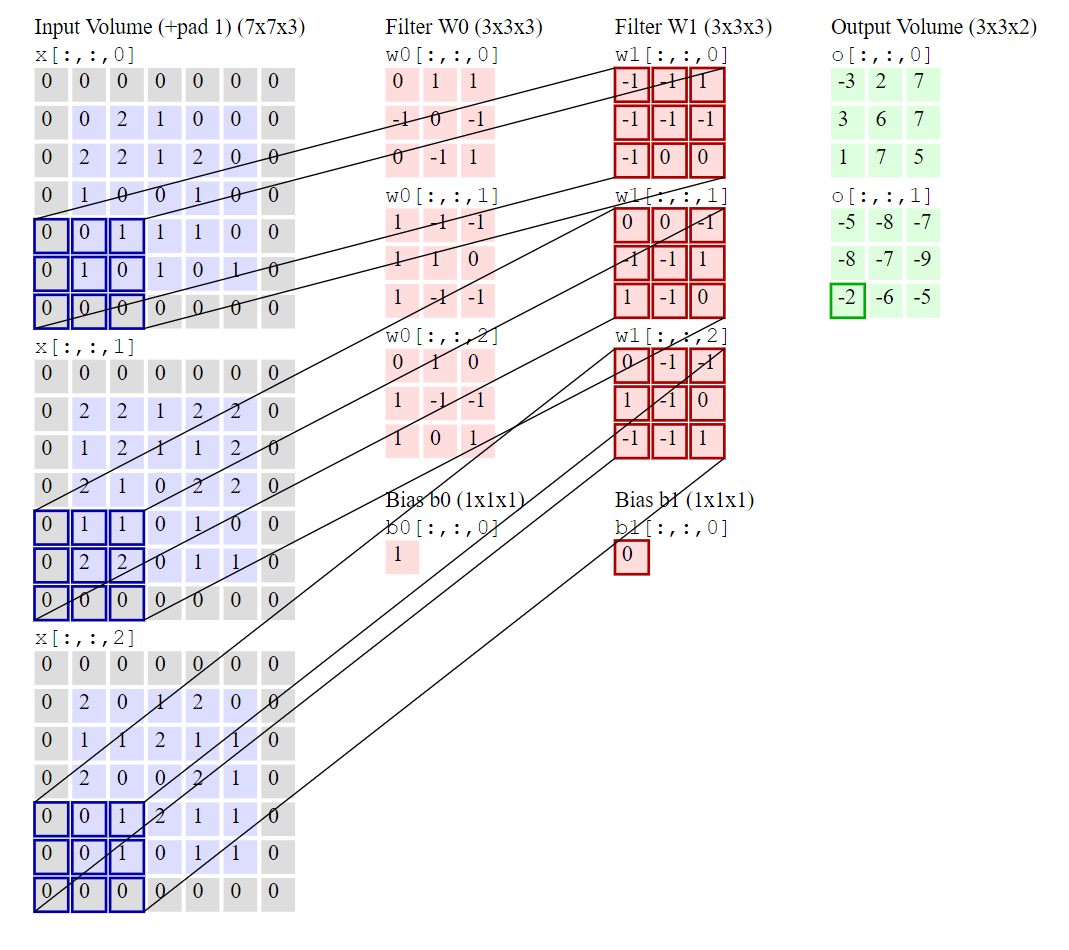 Input Volume (+pad 1) (7x7x3)
x[:,:,0]
0 0 0 0 0 0 0
0 0 2 1 0 0 0
0 2 2 1 2 0 0
0 1 0 0 1 0 0
0 0 1 1 1 0 0
0 1 0 1 0 1 0
0 0 0 0 0 0 0
x[:,:,1]
0 0 0 0 0 0 0
0 2 2 1 2 2 0
0 1 2 1 1 2 0
0 2 1 0 2 2 0
0 1 1 0 1 0 0
0 2 2 0 1 1 0
0 0 0 0 0 0 0
x[:,:,2]
0 0 0 0 0 0 0
0 2 0 1 2 0 0
0 1 1 2 1 1 0
0 2 0 0 2 1 0
0 0 1 2 1 1 0
0 0 1 0 1 1 0
0 0 0 0 0 0 0
Filter W0 (3x3x3)
w0[:,:,0]
0 1 1
-1 0 -1
0 -1 1
w0[:,:,1]
1 -1 -1
1 1 0
1 -1 -1
w0[:,:,2]
0 1 0
1 -1 -1
1 0 1
Bias b0 (1x1x1)
b0[:,:,0]
1
Filter W1 (3x3x3)
w1[:,:,0]
-1 -1 1
-1 -1 -1
-1 0 0
w1[:,:,1]
0 0 -1
-1 -1 1
1 -1 0
w1[:,:,2]
0 -1 -1
1 -1 0
-1 -1 1
Bias b1 (1x1x1)
b1[:,:,0]
0
Output Volume (3x3x2)
o[:,:,0]
-3 2 7
3 6 7
1 7 5
o[:,:,1]
-5 -8 -7
-8 -7 -9
-2 -6 -5